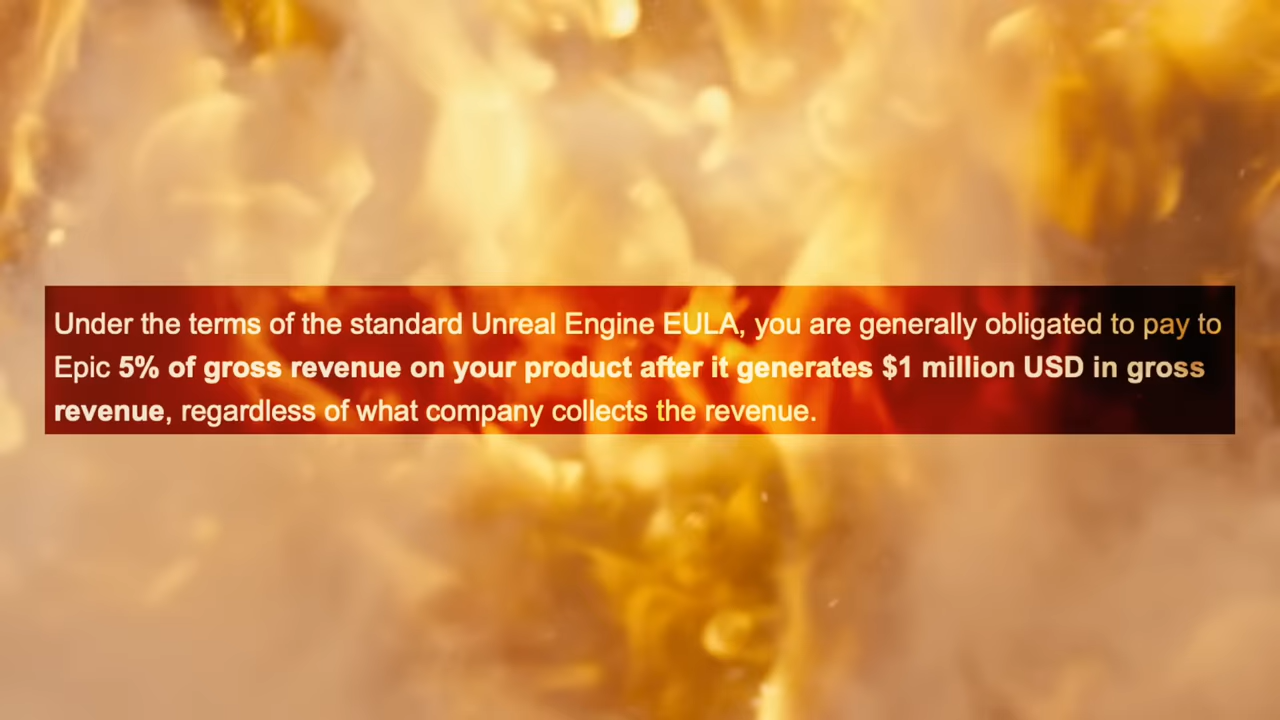 Under the terms of the standard Unreal Engine EULA, you are generally obligated to pay to
Epic 5% of gross revenue on your product after it generates $1 million USD in gross
revenue, regardless of what company collects the revenue.